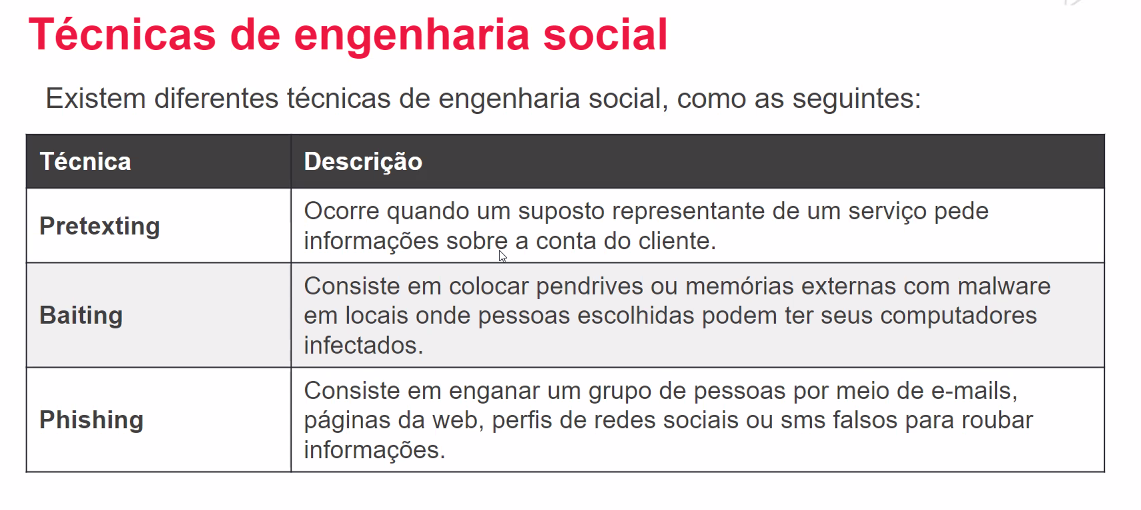 Técnicas de engenharia social
Existem diferentes técnicas de engenharia social, como as seguintes:
Técnica
Descrição
Pretexting
Ocorre quando um suposto representante de um serviço pede
informações sobre a conta do cliente.
Baiting
Consiste em colocar pendrives ou memórias externas com malware
em locais onde pessoas escolhidas podem ter seus computadores
infectados.
Phishing
Consiste em enganar um grupo de pessoas por meio de e-mails,
páginas da web, perfis de redes sociais ou sms falsos para roubar
informações.